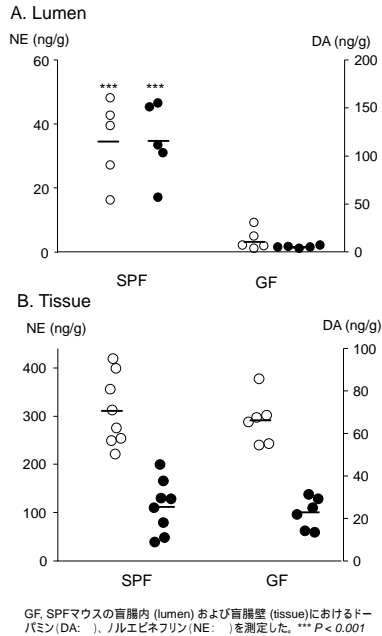 A. Lumen
NE (ng/g) DA (ng/g)
60 200
*** ***
150
40
100
20
50
0 0
SPF GF
B. Tissue
NE (ng/g) DA (ng/g)
100
400
80
300
60
200
40
100
20
0 0
SPF GF
GF, SPFマウスの盲腸内 (lumen) および盲腸壁 (tissue)におけるドー
パミン(DA: )、ノルエピネフリン(NE: )を測定した。*** P < 0.001